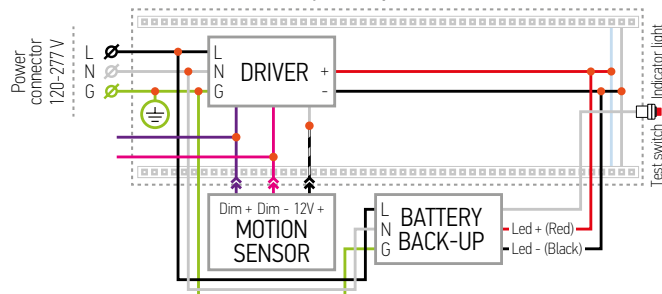 Power
connector
120-277 V
L
N
G
L
N
G
DRIVER
+
-
Indicator light
Test switch
Dim + Dim - 12V +
MOTION
SENSOR
L
N
G
BATTERY
BACK-UP
Led + (Red)
Led - (Black)